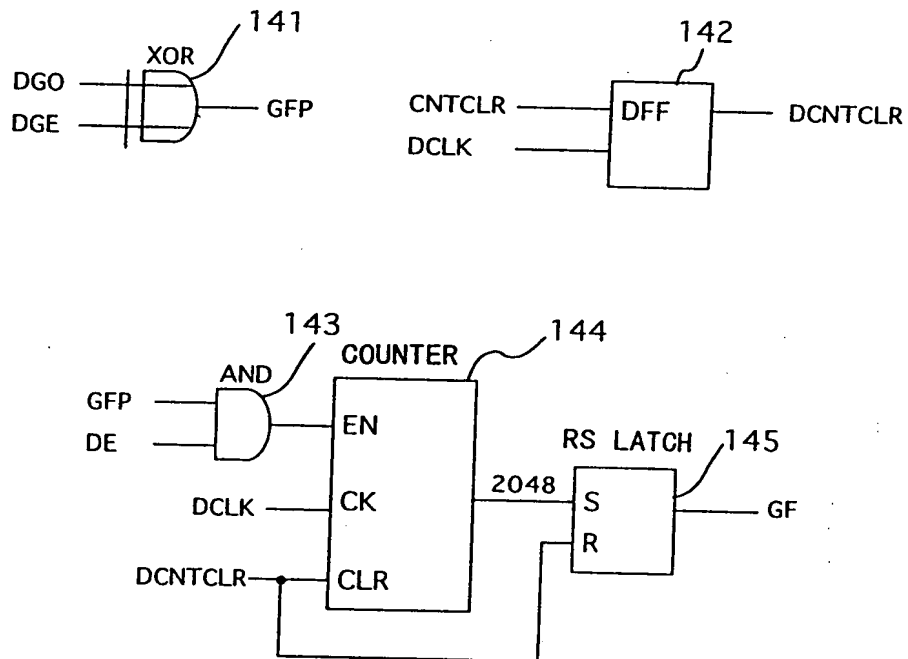 141
XOR
DGO
DGE
GFP
142
CNTCLR
DFF
DCNTCLR
DCLK
143
144
COUNTER
AND
GFP
EN
DE
RS LATCH
145
2048
DCLK
CK
S
GF
R
DCNTCLR
CLR